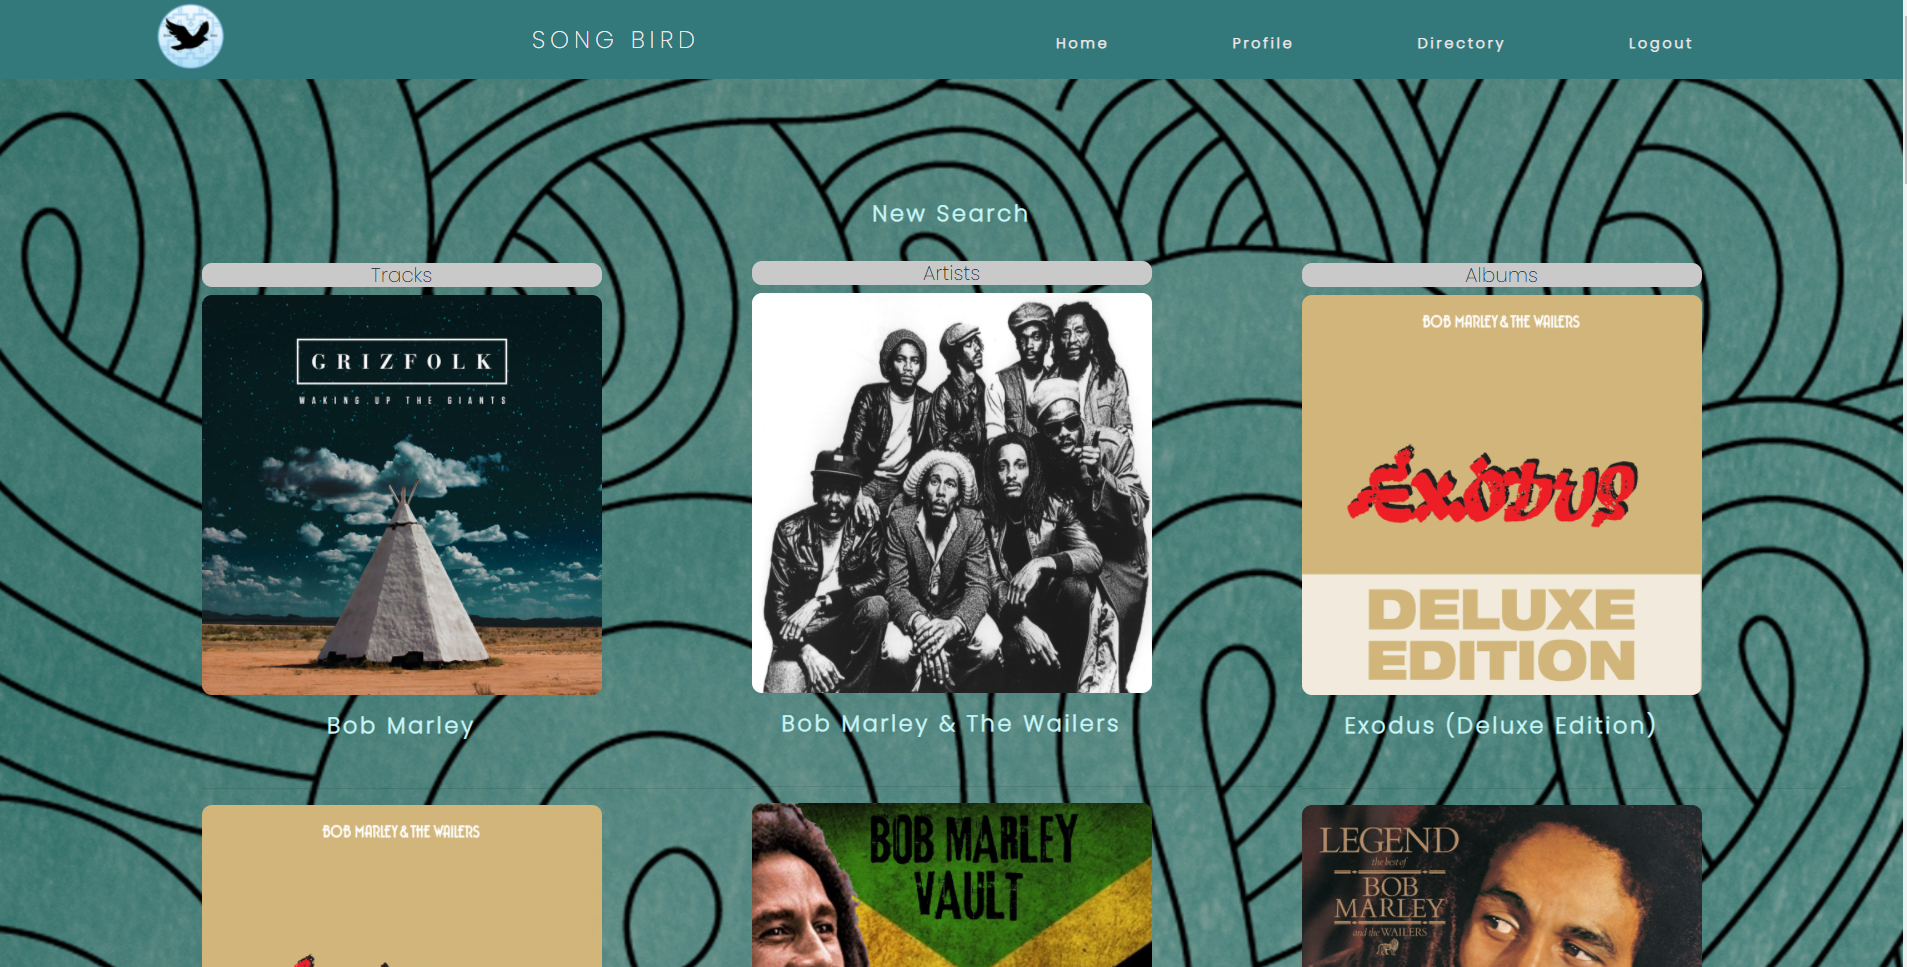 SONG BIRD
Home
Profile
Directory
Logout
New Search
Tracks
Artists
Albums
GRIZFOLK
WAKING UP THE GIANTS
BOB MARLEY & THE WAILERS
EXODUS
DELUXE
EDITION
Bob Marley
Bob Marley & The Wailers
Exodus (Deluxe Edition)
BOB MARLEY & THE WAILERS
BOB MARLEY
VAULT
LEGEND
the best of
BOB
MARLEY
and the WAILERS